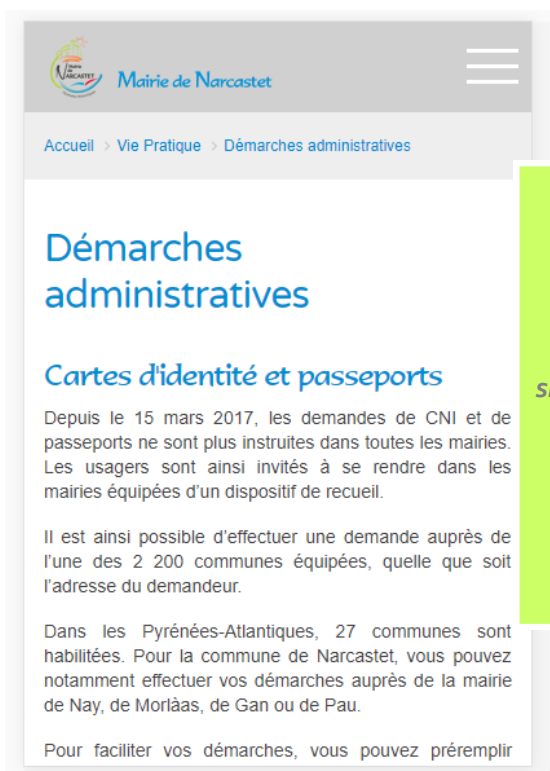 Mairie de Narcastet
Accueil > Vie Pratique > Démarches administratives
Démarches
administratives
Cartes d'identité et passeports
Depuis le 15 mars 2017, les demandes de CNI et de
passeports ne sont plus instruites dans toutes les mairies.
Les usagers sont ainsi invités à se rendre dans les
mairies équipées d’un dispositif de recueil.
Il est ainsi possible d’effectuer une demande auprès de
l’une des 2 200 communes équipées, quelle que soit
l’adresse du demandeur.
Dans les Pyrénées-Atlantiques, 27 communes sont
habilitées. Pour la commune de Narcastet, vous pouvez
notamment effectuer vos démarches auprès de la mairie
de Nay, de Morlàas, de Gan ou de Pau.
Pour faciliter vos démarches, vous pouvez préremplir